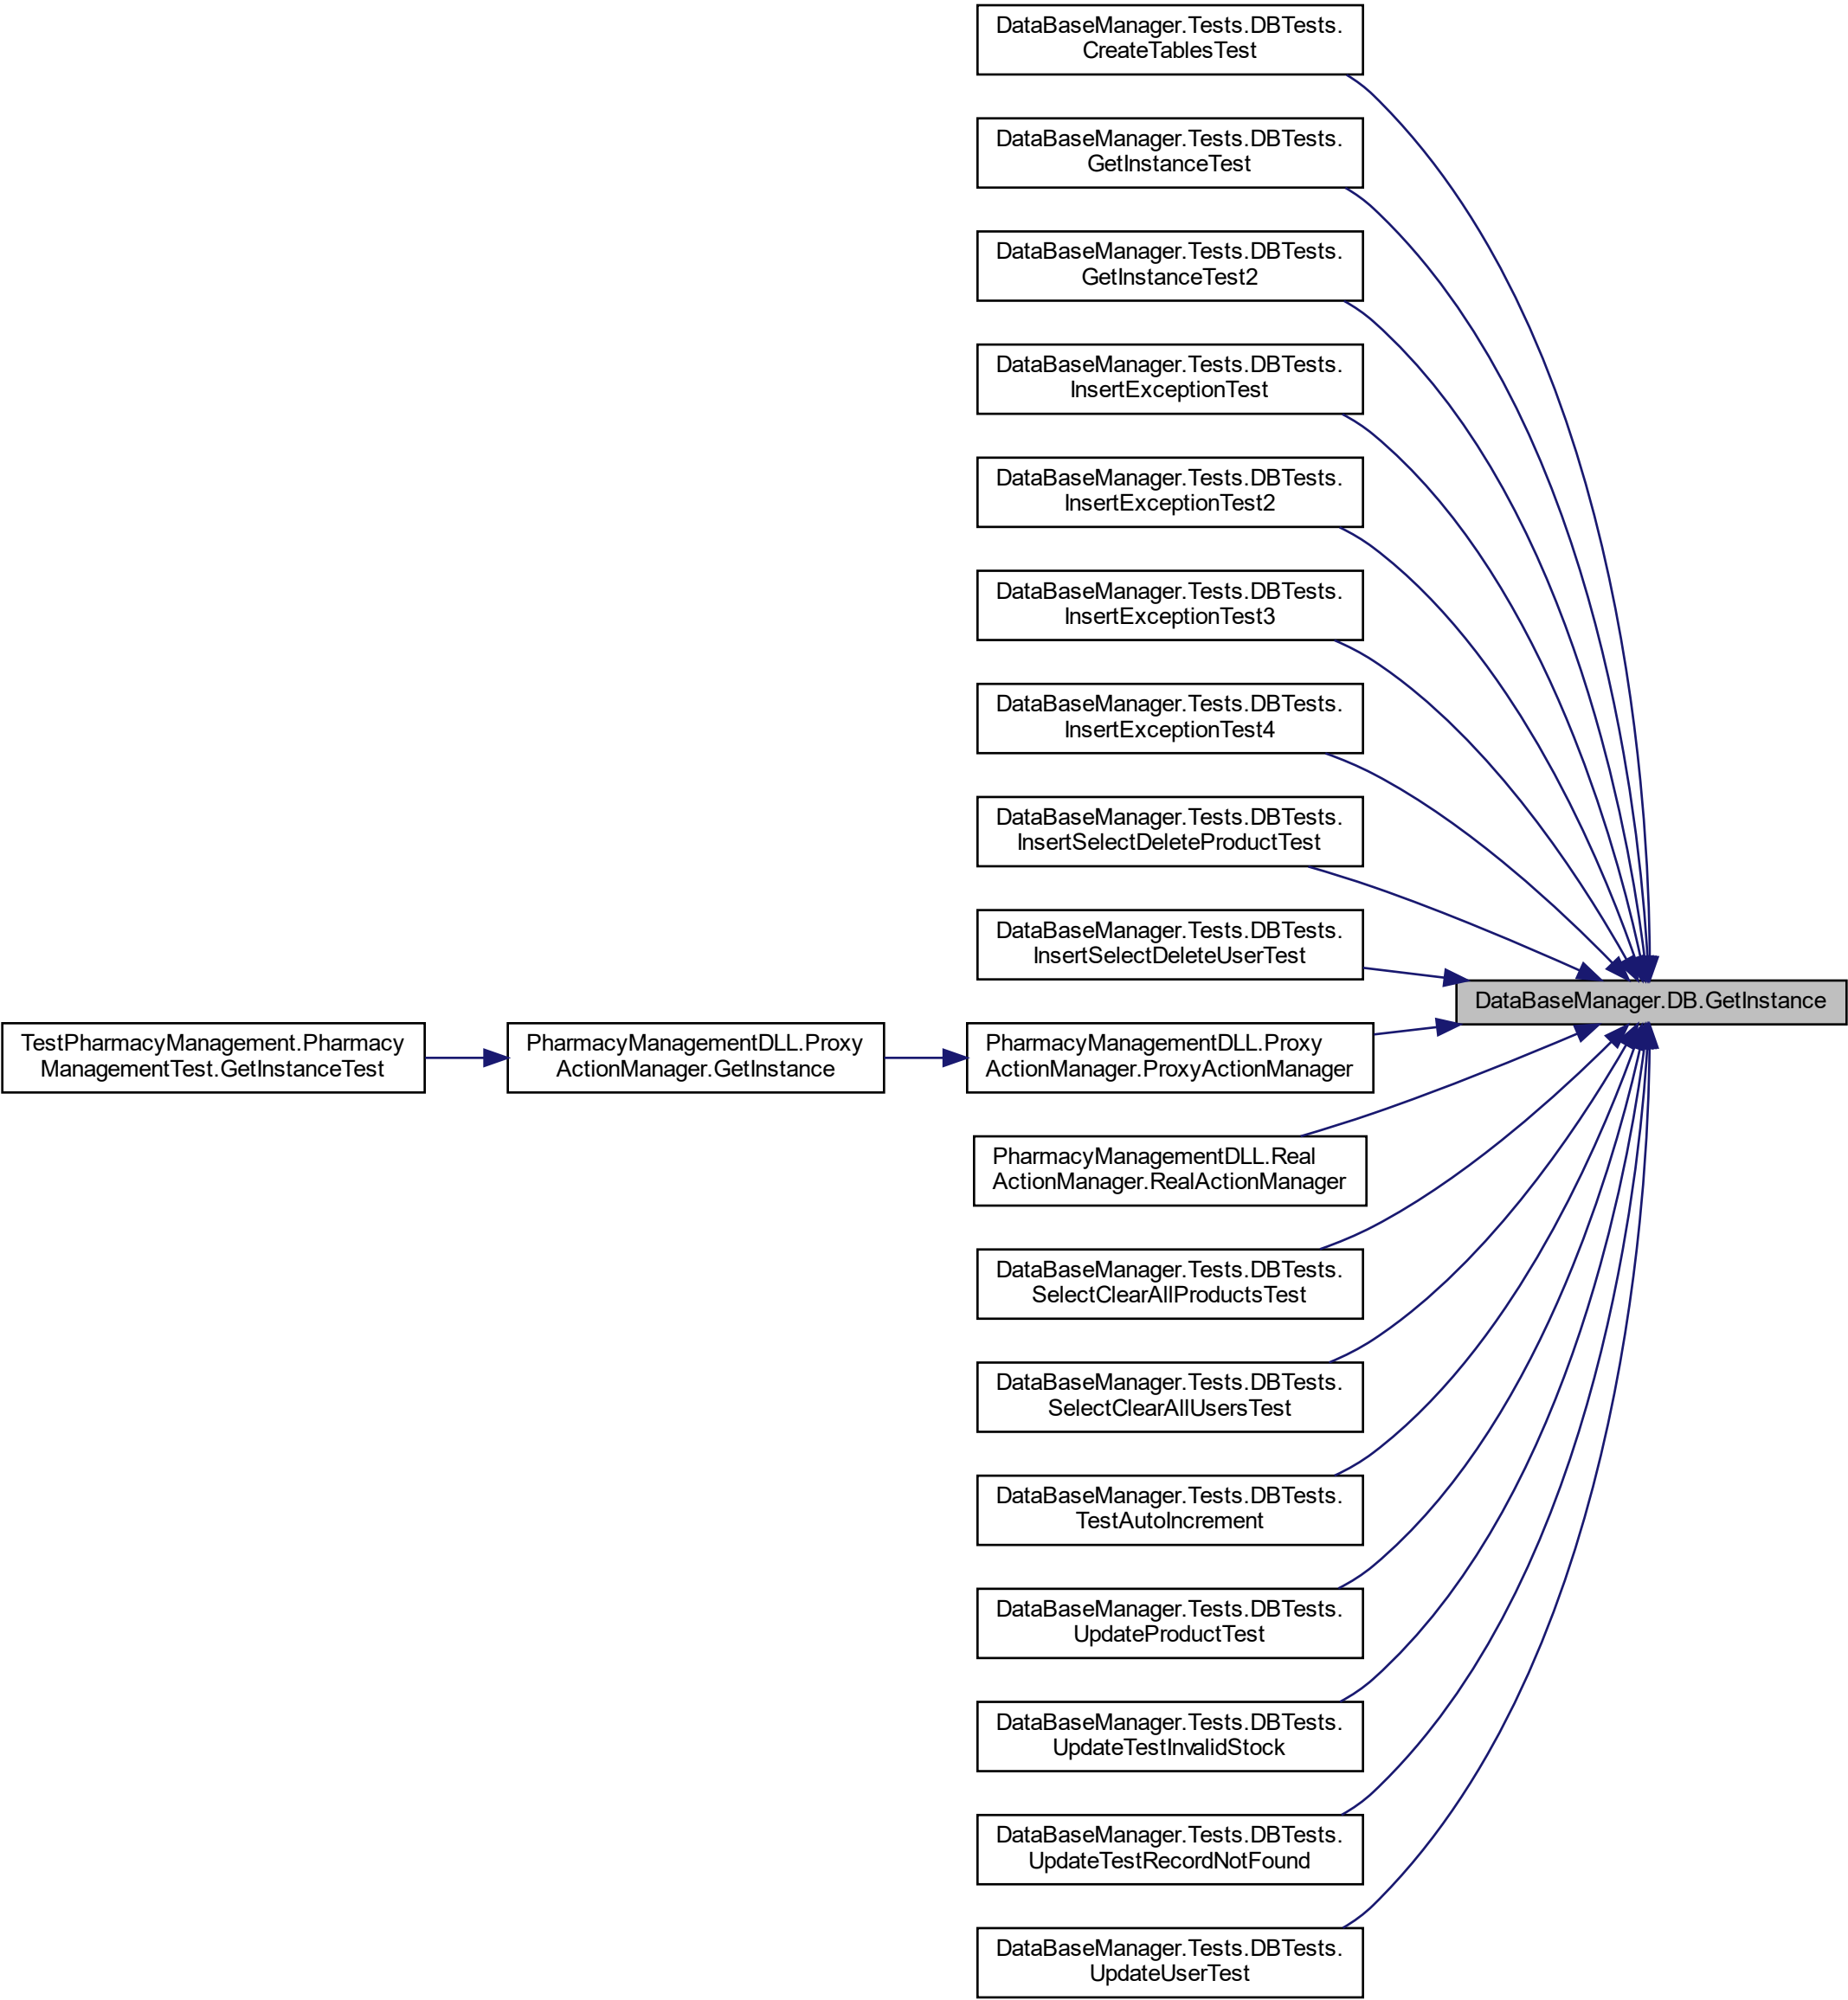 DataBaseManager.Tests.DBTests.
CreateTablesTest
DataBaseManager.Tests.DBTests.
GetInstanceTest
DataBaseManager.Tests.DBTests.
GetInstanceTest2
DataBaseManager.Tests.DBTests.
InsertExceptionTest
DataBaseManager.Tests.DBTests.
InsertExceptionTest2
DataBaseManager.Tests.DBTests.
InsertExceptionTest3
DataBaseManager.Tests.DBTests.
InsertExceptionTest4
DataBaseManager.Tests.DBTests.
InsertSelectDeleteProductTest
DataBaseManager.Tests.DBTests.
InsertSelectDeleteUserTest
DataBaseManager.DB.GetInstance
TestPharmacyManagement.Pharmacy
ManagementTest.GetInstanceTest
PharmacyManagementDLL.Proxy
ActionManager.GetInstance
PharmacyManagementDLL.Proxy
ActionManager.ProxyActionManager
PharmacyManagementDLL.Real
ActionManager.RealActionManager
DataBaseManager.Tests.DBTests.
SelectClearAllProductsTest
DataBaseManager.Tests.DBTests.
SelectClearAllUsersTest
DataBaseManager.Tests.DBTests.
TestAutoIncrement
DataBaseManager.Tests.DBTests.
UpdateProductTest
DataBaseManager.Tests.DBTests.
UpdateTestInvalidStock
DataBaseManager.Tests.DBTests.
UpdateTestRecordNotFound
DataBaseManager.Tests.DBTests.
UpdateUserTest